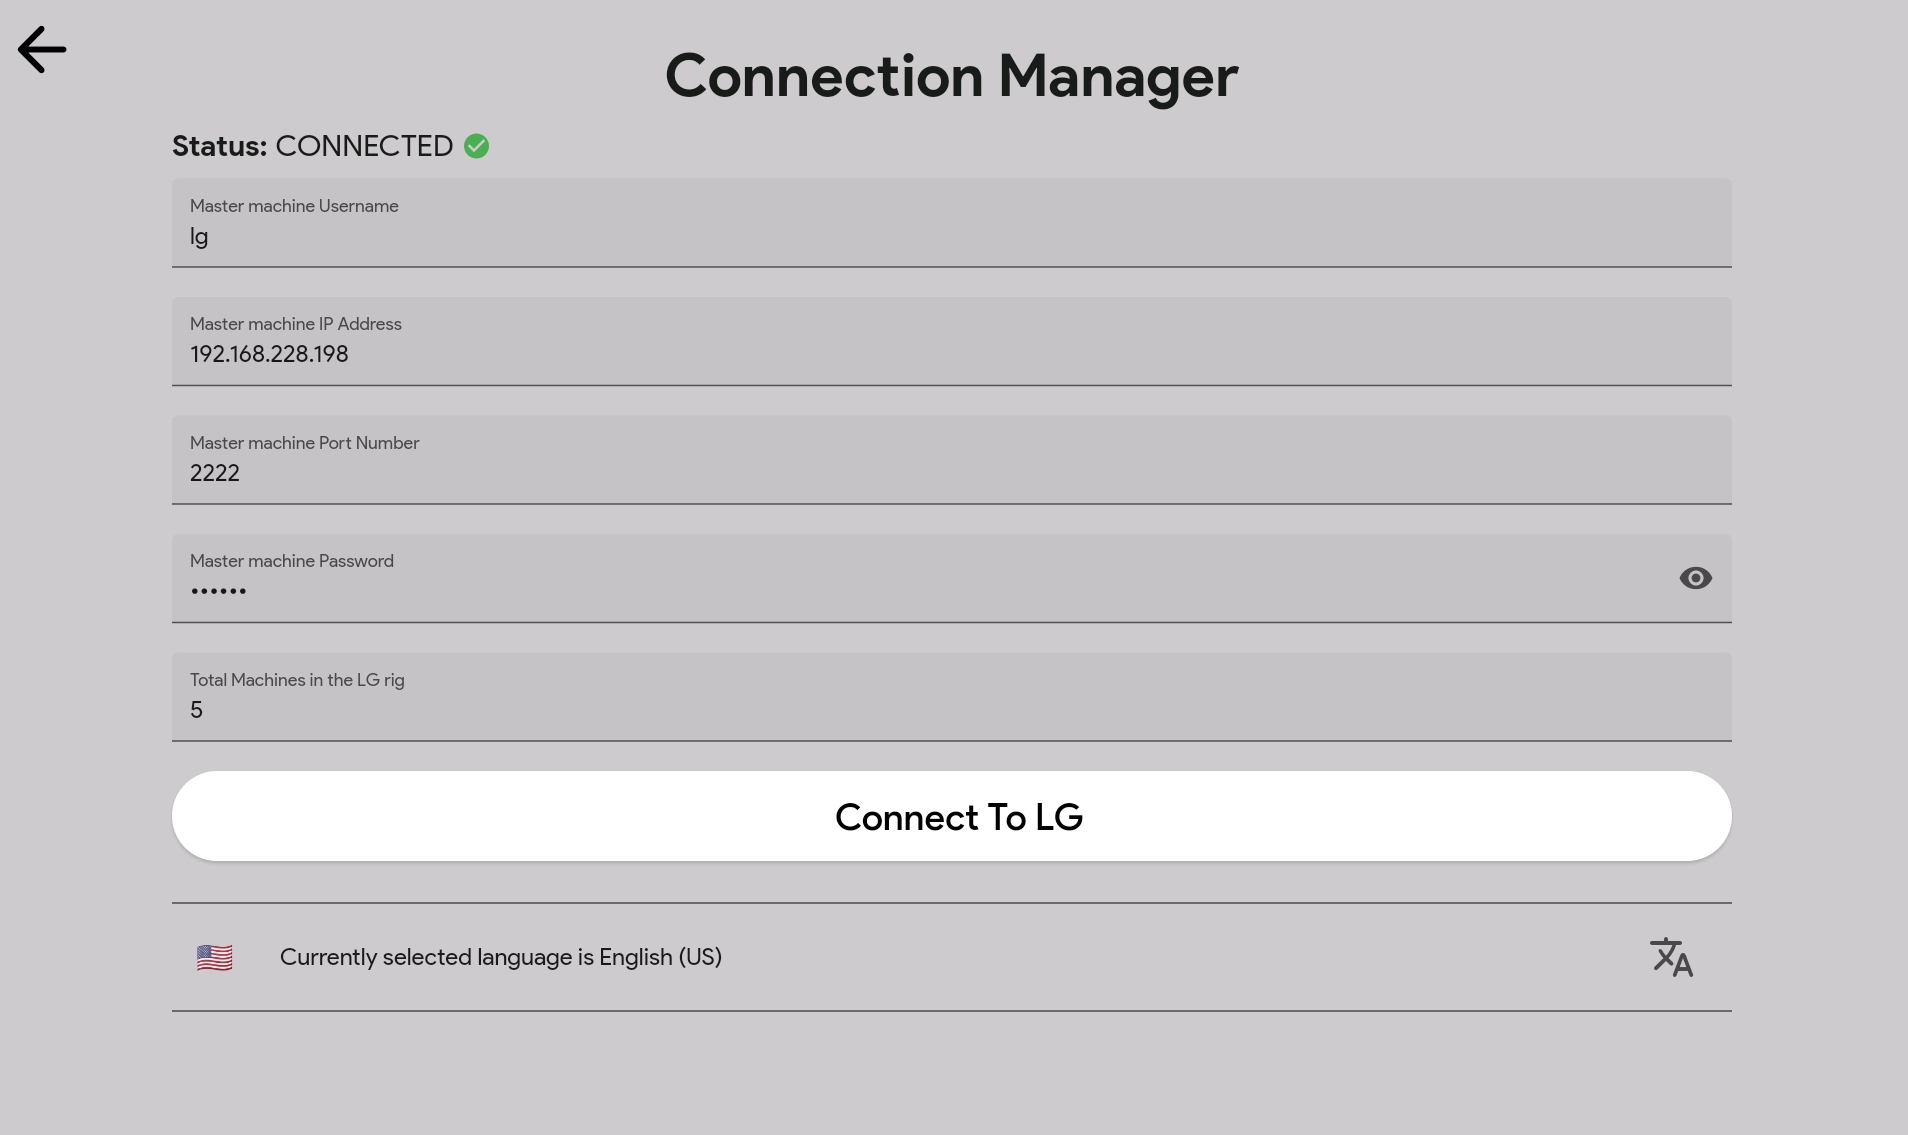 Connection Manager
Status: CONNECTED
Master machine Username
lg
Master machine IP Address
192.168.228.198
Master machine Port Number
2222
Master machine Password
••••••
Total Machines in the LG rig
5
Connect To LG
Currently selected language is English (US)